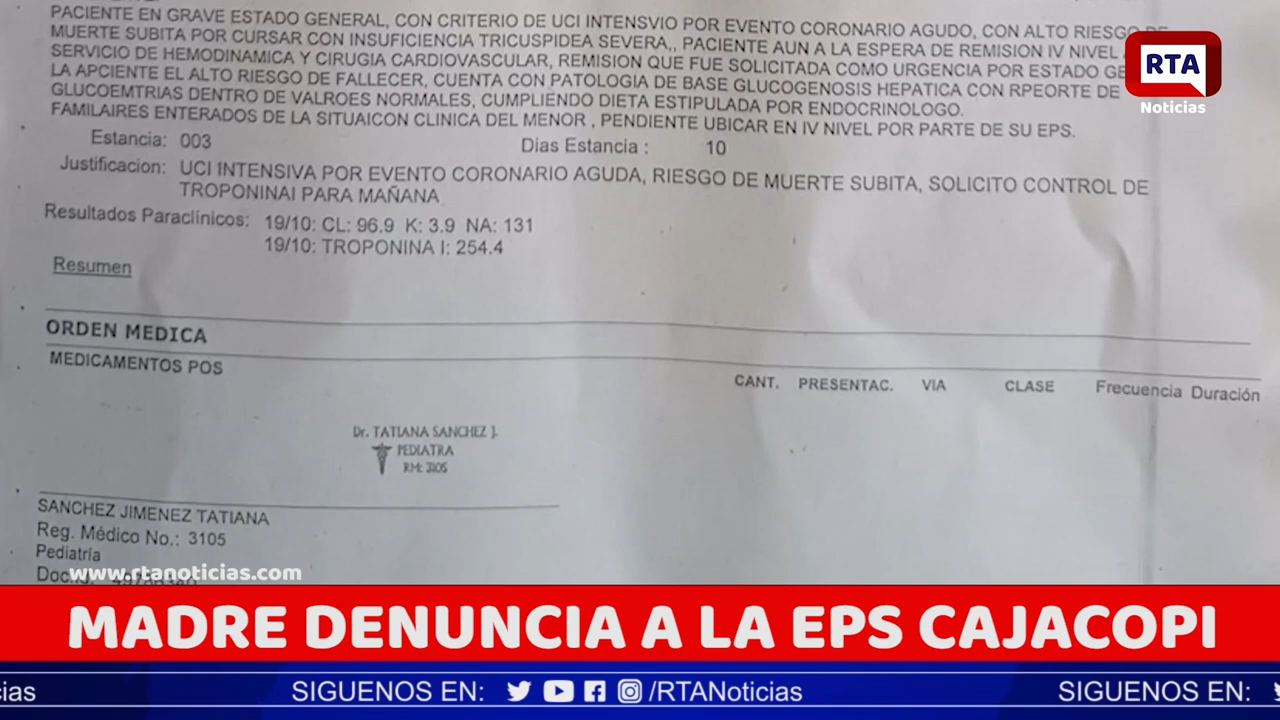 PACIENTE EN GRAVE ESTADO GENERAL, CON CRITERIO DE UCI INTENSVIO POR EVENTO CORONARIO AGUDO, CON ALTO RIESGO DE
MUERTE SUBITA POR CURSAR CON INSUFICIENCIA TRICUSPIDEA SEVERA,, PACIENTE AUN A LA ESPERA DE REMISION IV NIVEL
SERVICIO DE HEMODINAMICA Y CIRUGIA CARDIOVASCULAR, REMISION QUE FUE SOLICITADA COMO URGENCIA POR ESTADO
LA APCIENTE EL ALTO RIESGO DE FALLECER, CUENTA CON PATOLOGIA DE BASE GLUCOGENOSIS HEPATICA CON RPEORTE DE
GLUCOEMTRIAS DENTRO DE VALROES NORMALES, CUMPLIENDO DIETA ESTIPULADA POR ENDOCRINOLOGO.
FAMILAIRES ENTERADOS DE LA SITUAICON CLINICA DEL MENOR , PENDIENTE UBICAR EN IV NIVEL POR PARTE DE SU EPS.
Estancia: 003 Dias Estancia : 10
Justificacion: UCI INTENSIVA POR EVENTO CORONARIO AGUDA, RIESGO DE MUERTE SUBITA, SOLICITO CONTROL DE
TROPONINAI PARA MAÑANA
Resultados Paraclínicos: 19/10: CL: 96.9 K: 3.9 NA: 131
19/10: TROPONINA I: 254.4
Resumen
ORDEN MEDICA
MEDICAMENTOS POS
CANT. PRESENTAC. VIA CLASE Frecuencia Duración
Dr. TATIANA SANCHEZ J.
PEDIATRA
RM: 3105
SANCHEZ JIMENEZ TATIANA
Reg. Médico No.: 3105
Pediatría
RTA
Noticias
www.rtanoticias.com
MADRE DENUNCIA A LA EPS CAJACOPI
cias SIGUENOS EN: /RTANoticias SIGUENOS EN: